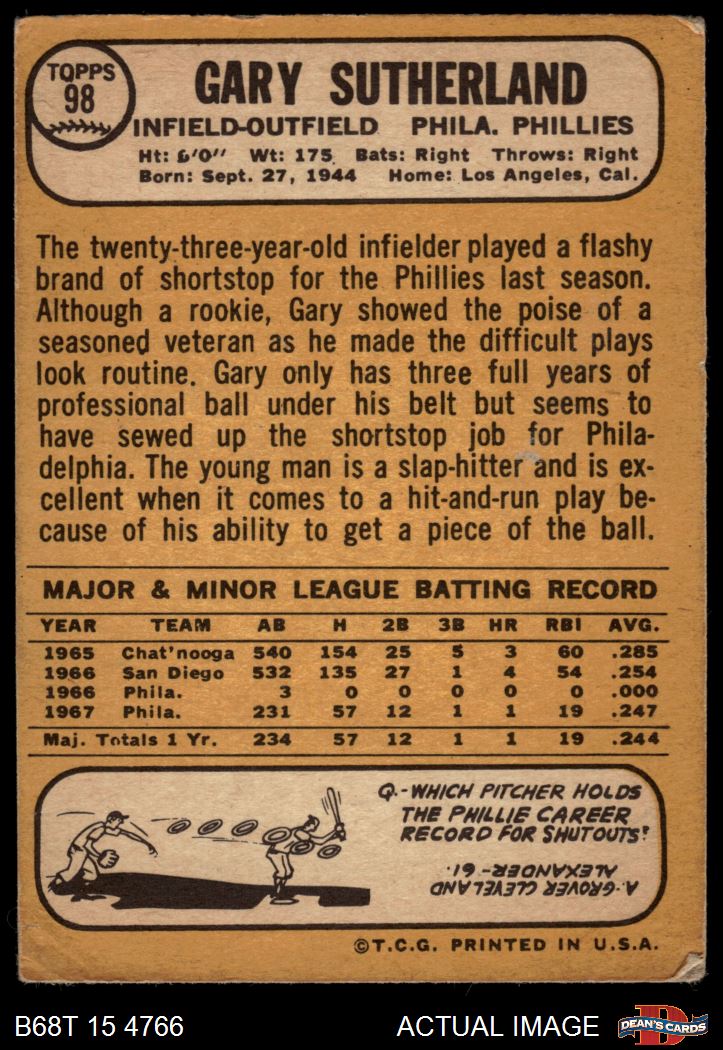 TOPPS
98
GARY SUTHERLAND
INFIELD-OUTFIELD PHILA. PHILLIES
Ht: 6'0" Wt: 175 Bats: Right Throws: Right
Born: Sept. 27, 1944 Home: Los Angeles, Cal.
The twenty-three-year-old infielder played a flashy
brand of shortstop for the Phillies last season.
Although a rookie, Gary showed the poise of a
seasoned veteran as he made the difficult plays
look routine. Gary only has three full years of
professional ball under his belt but seems to
have sewed up the shortstop job for Phila-
delphia. The young man is a slap-hitter and is ex-
cellent when it comes to a hit-and-run play be-
cause of his ability to get a piece of the ball.
MAJOR & MINOR LEAGUE BATTING RECORD
YEAR TEAM AB H 2B 3B HR RBI AVG.
1965 Chat'nooga 540 154 25 5 3 60 .285
1966 San Diego 532 135 27 1 4 54 .254
1966 Phila. 3 0 0 0 0 0 .000
1967 Phila. 231 57 12 1 1 19 .247
Maj. Totals 1 Yr. 234 57 12 1 1 19 .244
Q.-WHICH PITCHER HOLDS
THE PHILLIE CAREER
RECORD FOR SHUTOUTS?
A.-GROVER CLEVELAND
ALEXANDER-61.
©T.C.G. PRINTED IN U.S.A.
B68T 15 4766
ACTUAL IMAGE
D
DEAN'S CARDS